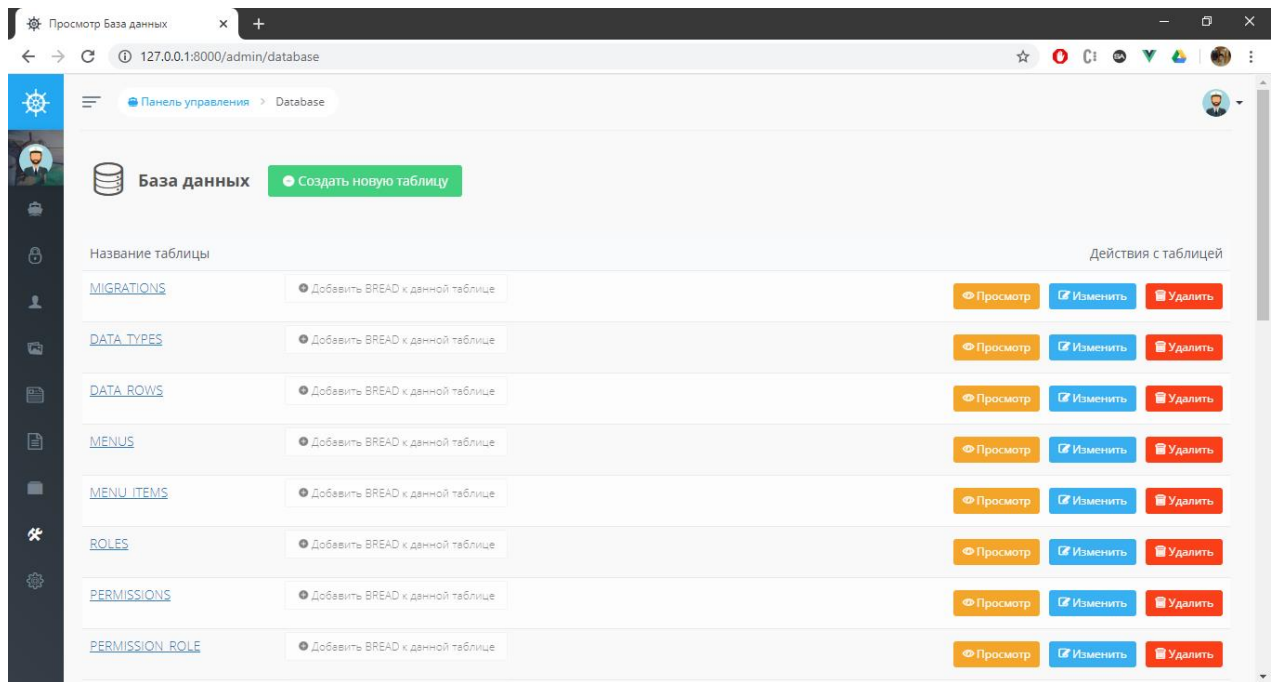 Просмотр База данных
127.0.0.1:8000/admin/database
Панель управления > Database
База данных
Создать новую таблицу
Название таблицы Действия с таблицей
MIGRATIONS Добавить BREAD к данной таблице Просмотр Изменить Удалить
DATA TYPES Добавить BREAD к данной таблице Просмотр Изменить Удалить
DATA ROWS Добавить BREAD к данной таблице Просмотр Изменить Удалить
MENUS Добавить BREAD к данной таблице Просмотр Изменить Удалить
MENU ITEMS Добавить BREAD к данной таблице Просмотр Изменить Удалить
ROLES Добавить BREAD к данной таблице Просмотр Изменить Удалить
PERMISSIONS Добавить BREAD к данной таблице Просмотр Изменить Удалить
PERMISSION ROLE Добавить BREAD к данной таблице Просмотр Изменить Удалить